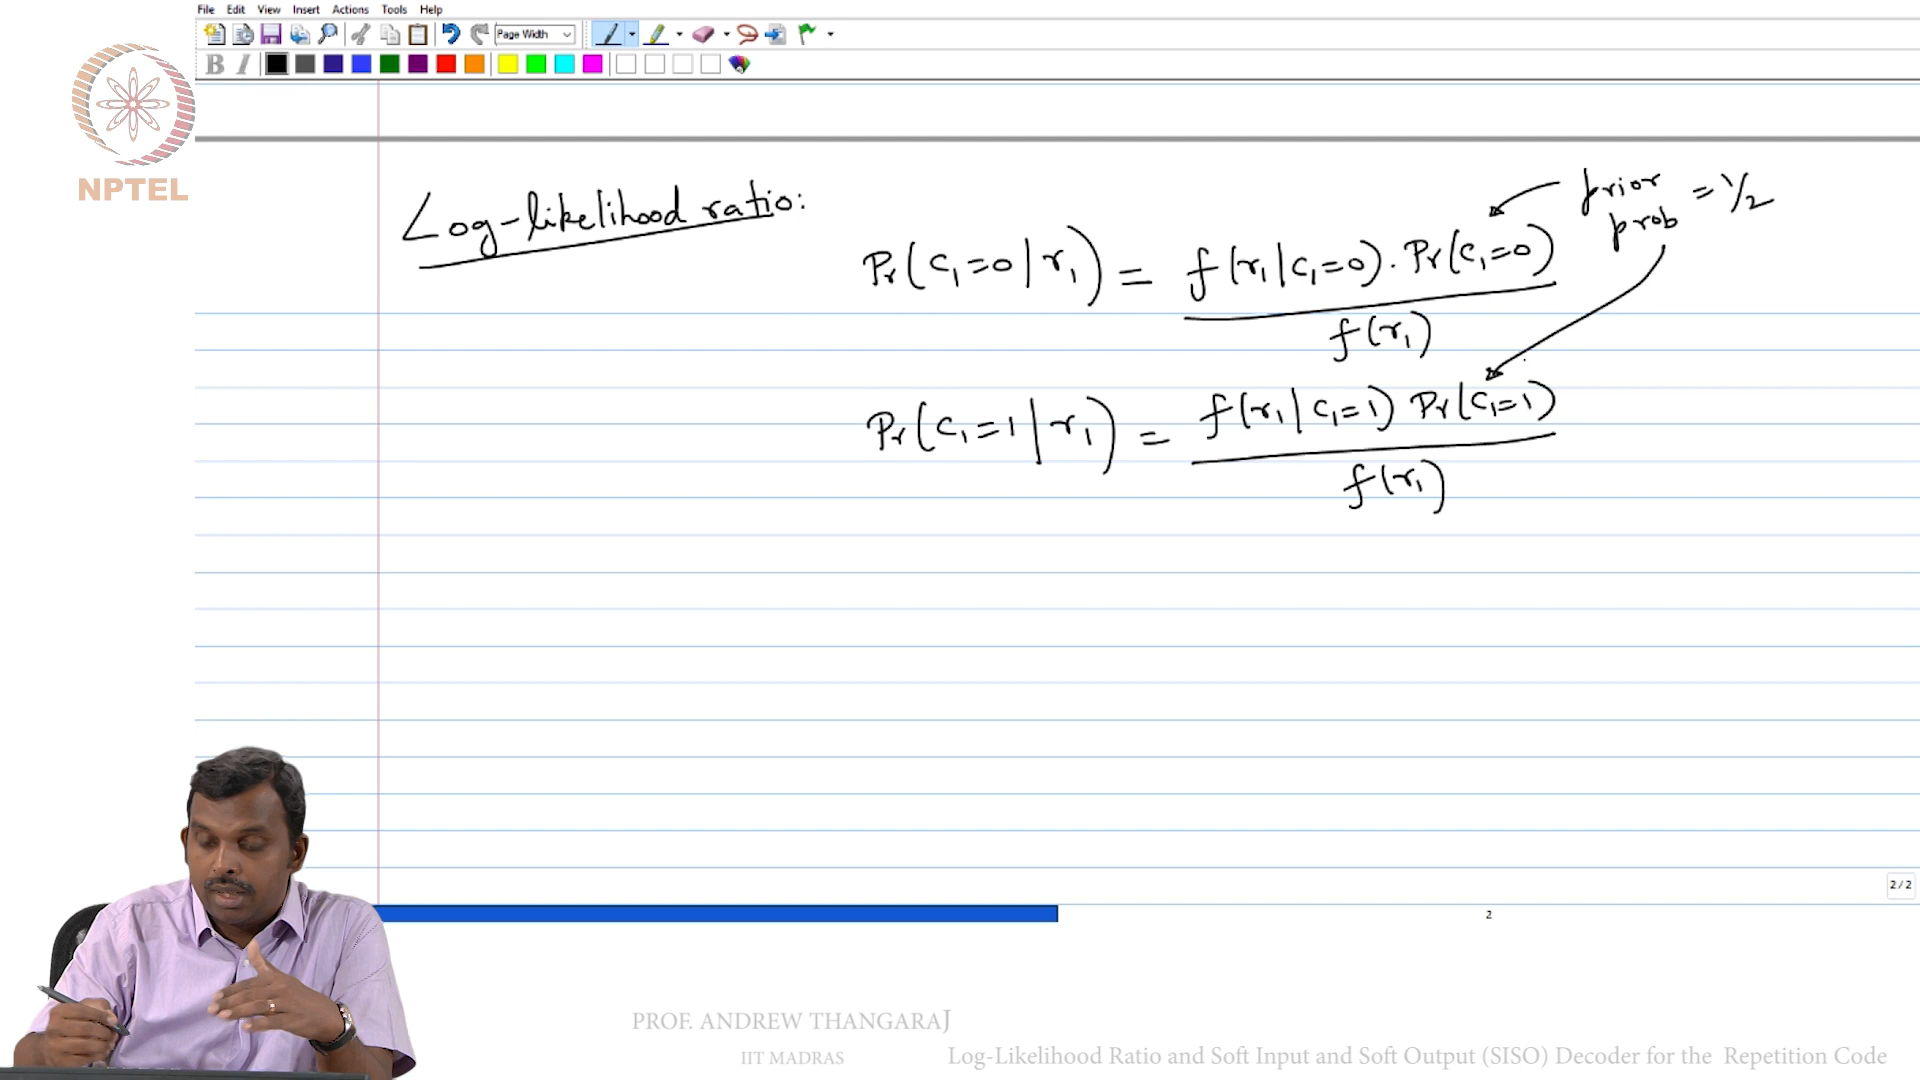 File Edit View Insert Actions Tools Help
Page Width
B I
NPTEL
Log-likelihood ratio:
prior prob = 1/2
Pr(c₁=0|r₁) = f(r₁|c₁=0). Pr(c₁=0) / f(r₁)
Pr(c₁=1|r₁) = f(r₁|c₁=1) Pr(c₁=1) / f(r₁)
2 / 2
2
PROF. ANDREW THANGARAJ
IIT MADRAS
Log-Likelihood Ratio and Soft Input and Soft Output (SISO) Decoder for the Repetition Code